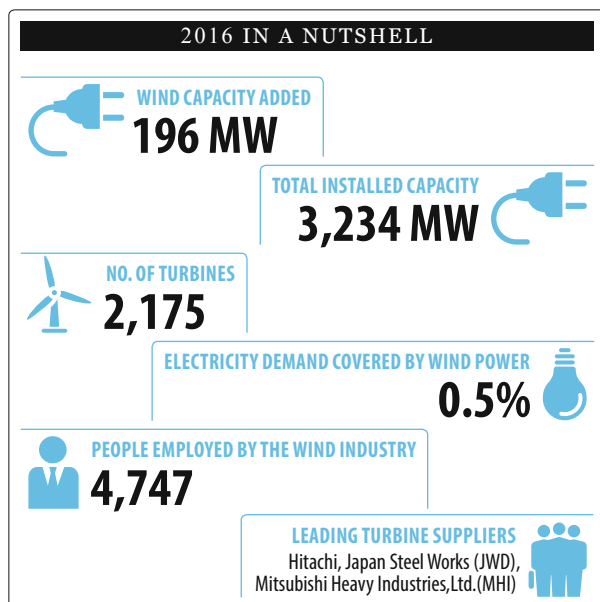 2016 IN A NUTSHELL
WIND CAPACITY ADDED
196 MW
TOTAL INSTALLED CAPACITY
3,234 MW
NO. OF TURBINES
2,175
ELECTRICITY DEMAND COVERED BY WIND POWER
0.5%
PEOPLE EMPLOYED BY THE WIND INDUSTRY
4,747
LEADING TURBINE SUPPLIERS
Hitachi, Japan Steel Works (JWD),
Mitsubishi Heavy Industries,Ltd.(MHI)